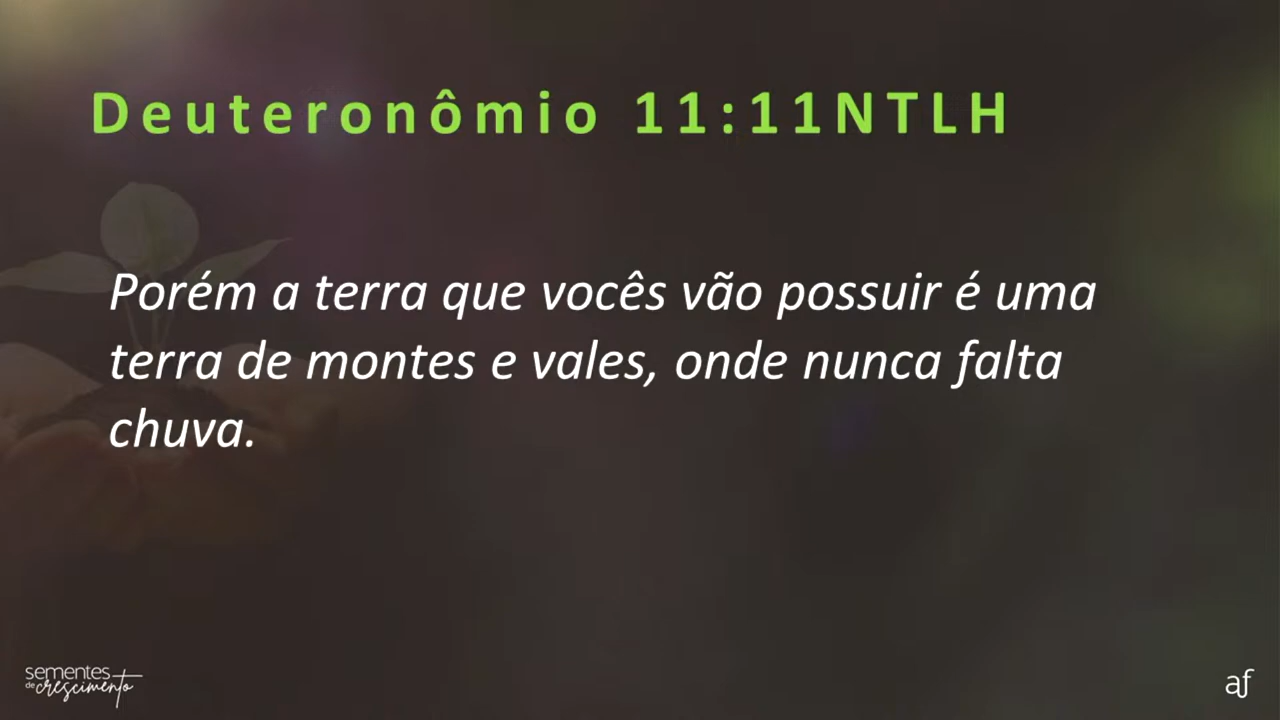 Deuteronômio 11:11NTLH
Porém a terra que vocês vão possuir é uma
terra de montes e vales, onde nunca falta
chuva.
sementes
de crescimento
af